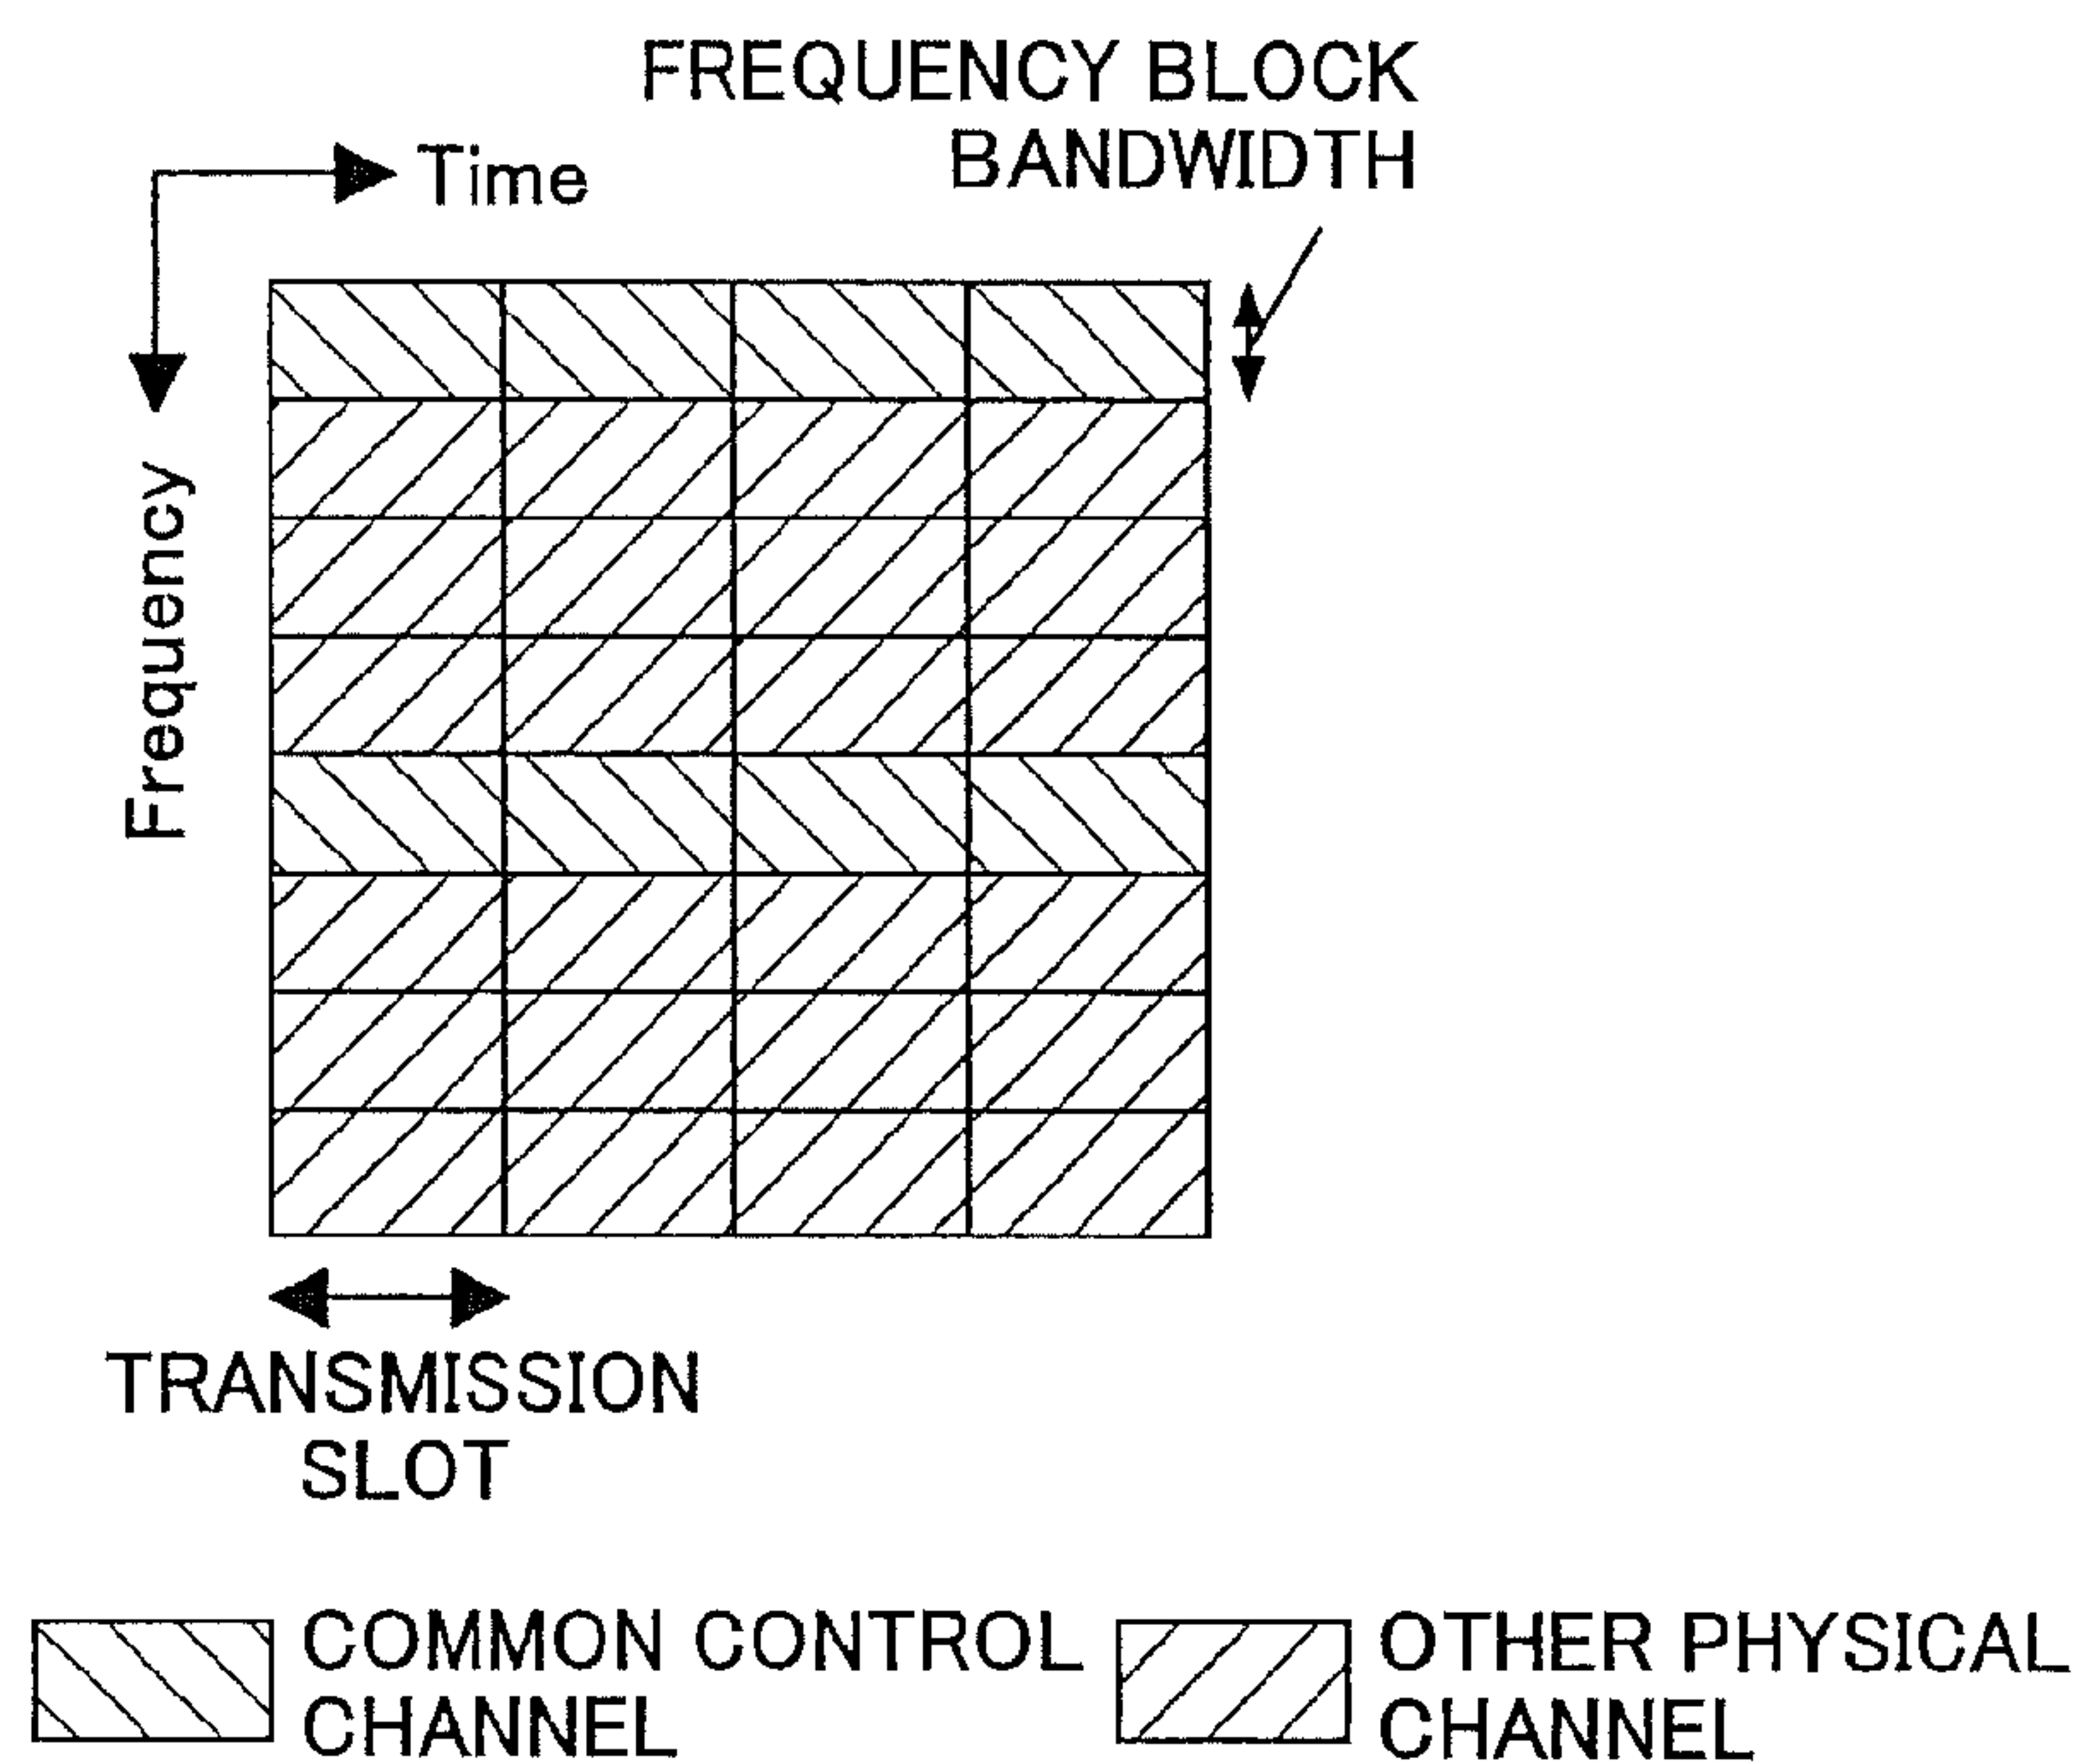 FREQUENCY BLOCK
BANDWIDTH
Time
Frequency
TRANSMISSION
SLOT
COMMON CONTROL
CHANNEL
OTHER PHYSICAL
CHANNEL